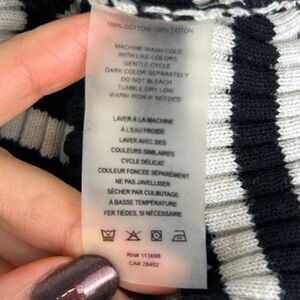 100% COTTON/ 100% COTON
MACHINE WASH COLD
WITH LIKE COLORS
GENTLE CYCLE
DARK COLOR SEPARATELY
DO NOT BLEACH
TUMBLE DRY LOW
WARM IRON IF NEEDED
LAVER À LA MACHINE
À L'EAU FROIDE
LAVER AVEC DES
COULEURS SIMILAIRES
CYCLE DÉLICAT
COULEUR FONCÉE SÉPARÉMENT
NE PAS JAVELLISER
SÉCHER PAR CULBUTAGE
À BASSE TEMPÉRATURE
FER TIÈDES, SI NÉCESSAIRE
RN# 113698
CA# 28402